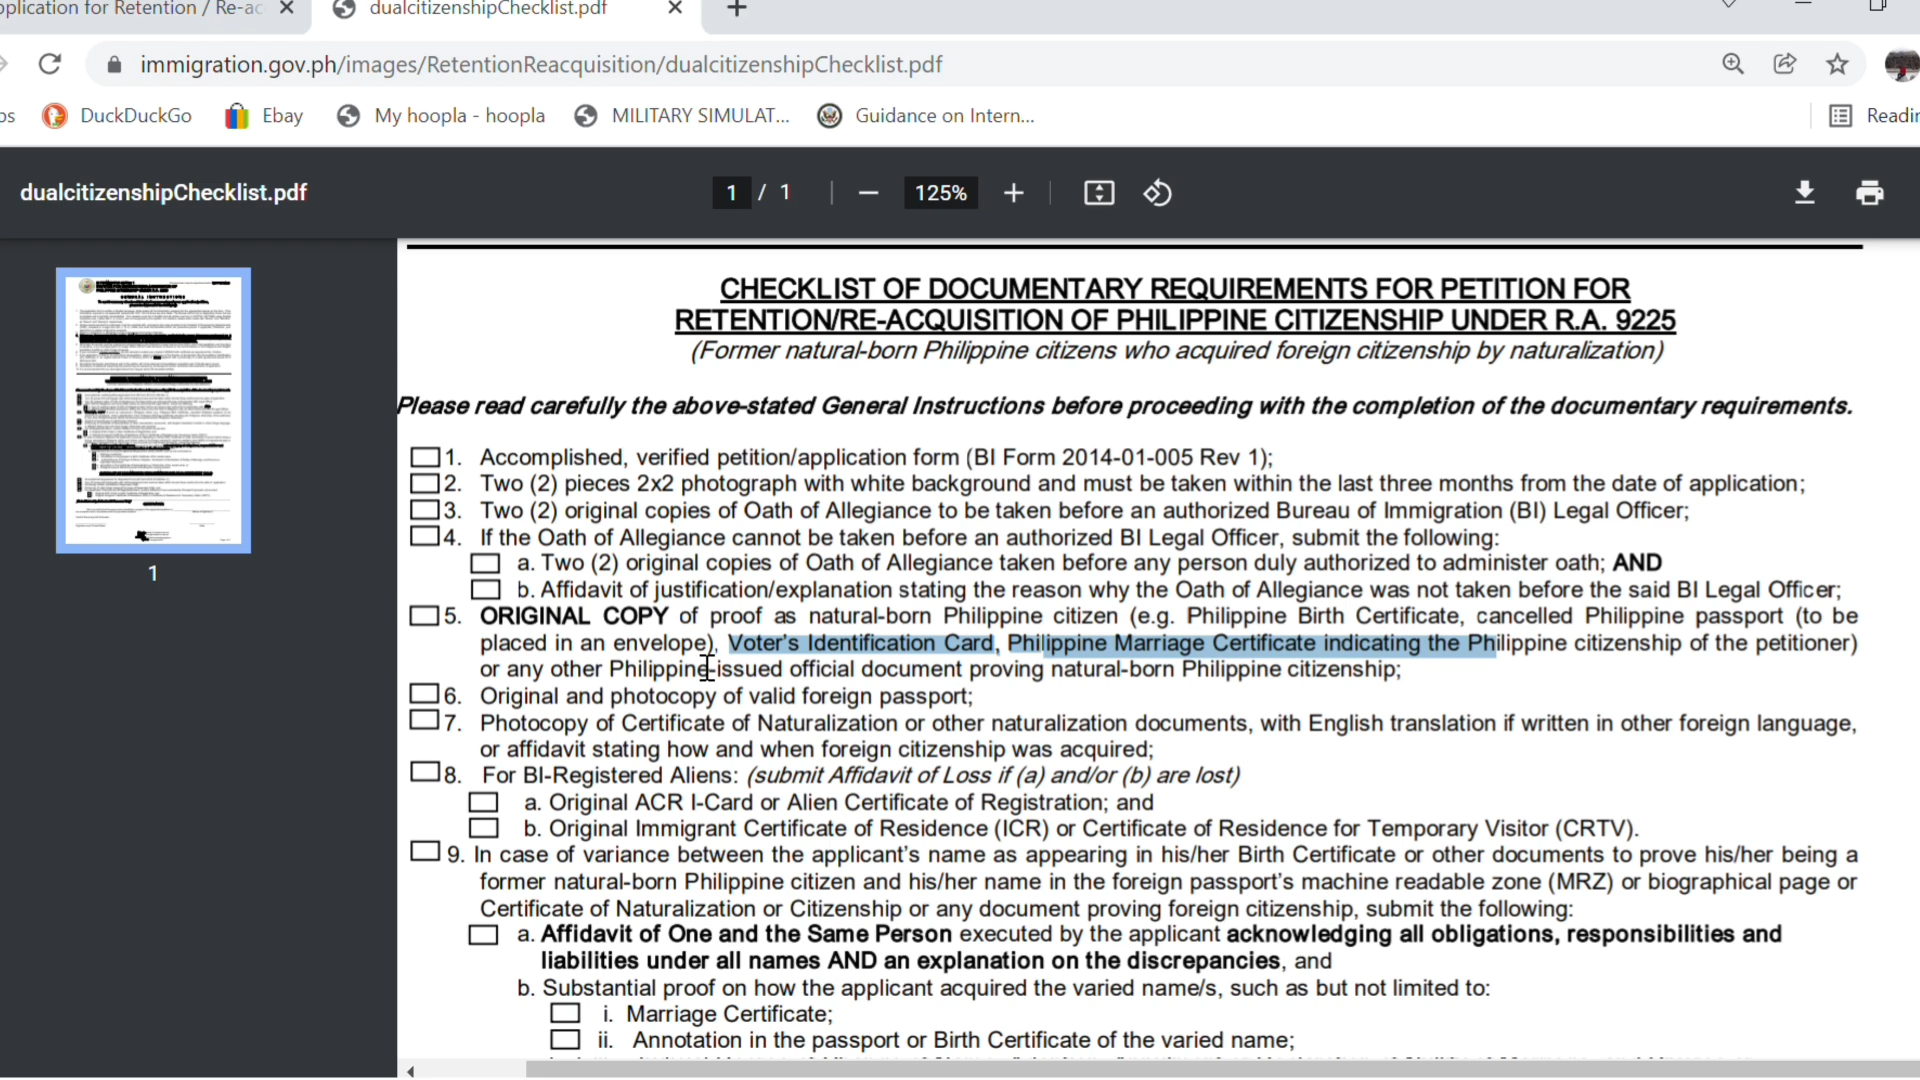 plication for Retention / Re-ac
dualcitizenshipChecklist.pdf
immigration.gov.ph/images/RetentionReacquisition/dualcitizenshipChecklist.pdf
DuckDuckGo
Ebay
My hoopla - hoopla
MILITARY SIMULAT...
Guidance on Intern...
Readin
dualcitizenshipChecklist.pdf
1 / 1
125%
1
CHECKLIST OF DOCUMENTARY REQUIREMENTS FOR PETITION FOR
RETENTION/RE-ACQUISITION OF PHILIPPINE CITIZENSHIP UNDER R.A. 9225
(Former natural-born Philippine citizens who acquired foreign citizenship by naturalization)
Please read carefully the above-stated General Instructions before proceeding with the completion of the documentary requirements.
1. Accomplished, verified petition/application form (BI Form 2014-01-005 Rev 1);
2. Two (2) pieces 2x2 photograph with white background and must be taken within the last three months from the date of application;
3. Two (2) original copies of Oath of Allegiance to be taken before an authorized Bureau of Immigration (BI) Legal Officer;
4. If the Oath of Allegiance cannot be taken before an authorized BI Legal Officer, submit the following:
a. Two (2) original copies of Oath of Allegiance taken before any person duly authorized to administer oath; AND
b. Affidavit of justification/explanation stating the reason why the Oath of Allegiance was not taken before the said BI Legal Officer;
5. ORIGINAL COPY of proof as natural-born Philippine citizen (e.g. Philippine Birth Certificate, cancelled Philippine passport (to be
placed in an envelope), Voter's Identification Card, Philippine Marriage Certificate indicating the Philippine citizenship of the petitioner)
or any other Philippine-issued official document proving natural-born Philippine citizenship;
6. Original and photocopy of valid foreign passport;
7. Photocopy of Certificate of Naturalization or other naturalization documents, with English translation if written in other foreign language,
or affidavit stating how and when foreign citizenship was acquired;
8. For BI-Registered Aliens: (submit Affidavit of Loss if (a) and/or (b) are lost)
a. Original ACR I-Card or Alien Certificate of Registration; and
b. Original Immigrant Certificate of Residence (ICR) or Certificate of Residence for Temporary Visitor (CRTV).
9. In case of variance between the applicant's name as appearing in his/her Birth Certificate or other documents to prove his/her being a
former natural-born Philippine citizen and his/her name in the foreign passport's machine readable zone (MRZ) or biographical page or
Certificate of Naturalization or Citizenship or any document proving foreign citizenship, submit the following:
a. Affidavit of One and the Same Person executed by the applicant acknowledging all obligations, responsibilities and
liabilities under all names AND an explanation on the discrepancies, and
b. Substantial proof on how the applicant acquired the varied name/s, such as but not limited to:
i. Marriage Certificate;
ii. Annotation in the passport or Birth Certificate of the varied name;